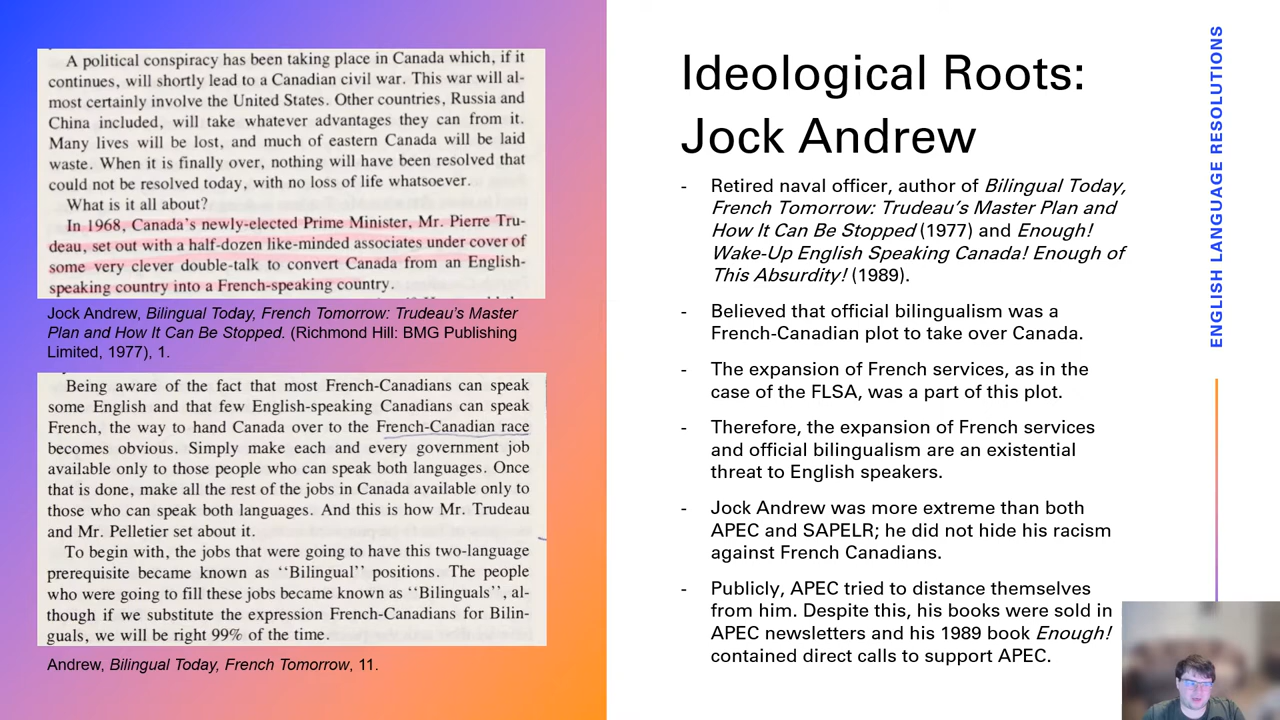 A political conspiracy has been taking place in Canada which, if it
continues, will shortly lead to a Canadian civil war. This war will al-
most certainly involve the United States. Other countries, Russia and
China included, will take whatever advantages they can from it.
Many lives will be lost, and much of eastern Canada will be laid
waste. When it is finally over, nothing will have been resolved that
could not be resolved today, with no loss of life whatsoever.
What is it all about?
In 1968, Canada's newly-elected Prime Minister, Mr. Pierre Tru-
deau, set out with a half-dozen like-minded associates under cover of
some very clever double-talk to convert Canada from an English-
speaking country into a French-speaking country.
Jock Andrew, Bilingual Today, French Tomorrow: Trudeau's Master
Plan and How It Can Be Stopped. (Richmond Hill: BMG Publishing
Limited, 1977), 1.
Being aware of the fact that most French-Canadians can speak
some English and that few English-speaking Canadians can speak
French, the way to hand Canada over to the French-Canadian race
becomes obvious. Simply make each and every government job
available only to those people who can speak both languages. Once
that is done, make all the rest of the jobs in Canada available only to
those who can speak both languages. And this is how Mr. Trudeau
and Mr. Pelletier set about it.
To begin with, the jobs that were going to have this two-language
prerequisite became known as "Bilingual" positions. The people
who were going to fill these jobs became known as "Bilinguals", al-
though if we substitute the expression French-Canadians for Bilin-
guals, we will be right 99% of the time.
Andrew, Bilingual Today, French Tomorrow, 11.
Ideological Roots:
Jock Andrew
- Retired naval officer, author of Bilingual Today,
French Tomorrow: Trudeau's Master Plan and
How It Can Be Stopped (1977) and Enough!
Wake-Up English Speaking Canada! Enough of
This Absurdity! (1989).
- Believed that official bilingualism was a
French-Canadian plot to take over Canada.
- The expansion of French services, as in the
case of the FLSA, was a part of this plot.
- Therefore, the expansion of French services
and official bilingualism are an existential
threat to English speakers.
- Jock Andrew was more extreme than both
APEC and SAPELR; he did not hide his racism
against French Canadians.
- Publicly, APEC tried to distance themselves
from him. Despite this, his books were sold in
APEC newsletters and his 1989 book Enough!
contained direct calls to support APEC.
ENGLISH LANGUAGE RESOLUTIONS